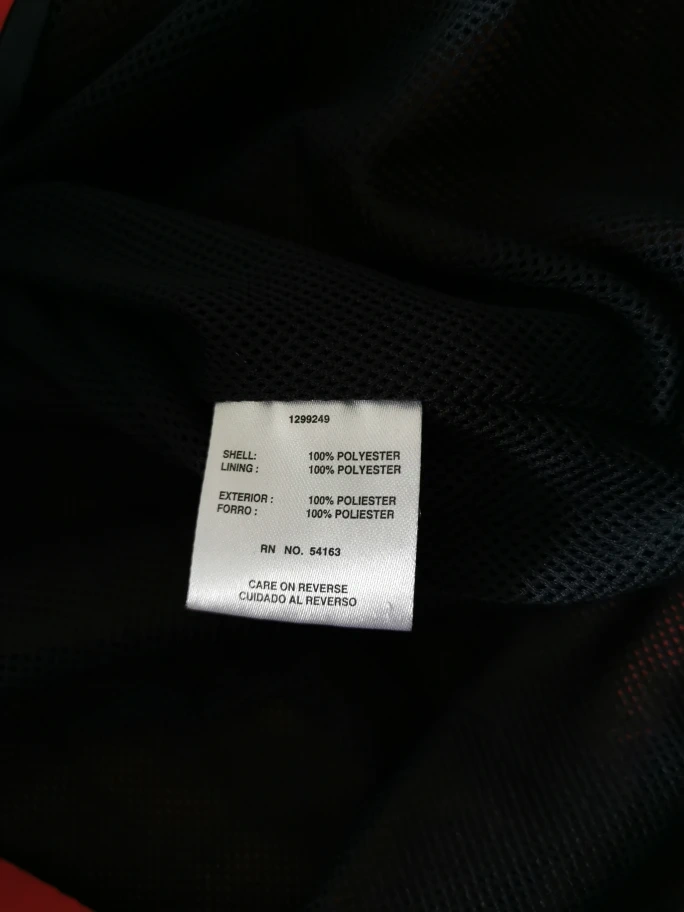 1299249
SHELL: 100% POLYESTER
LINING : 100% POLYESTER
EXTERIOR : 100% POLIESTER
FORRO : 100% POLIESTER
RN NO. 54163
CARE ON REVERSE
CUIDADO AL REVERSO